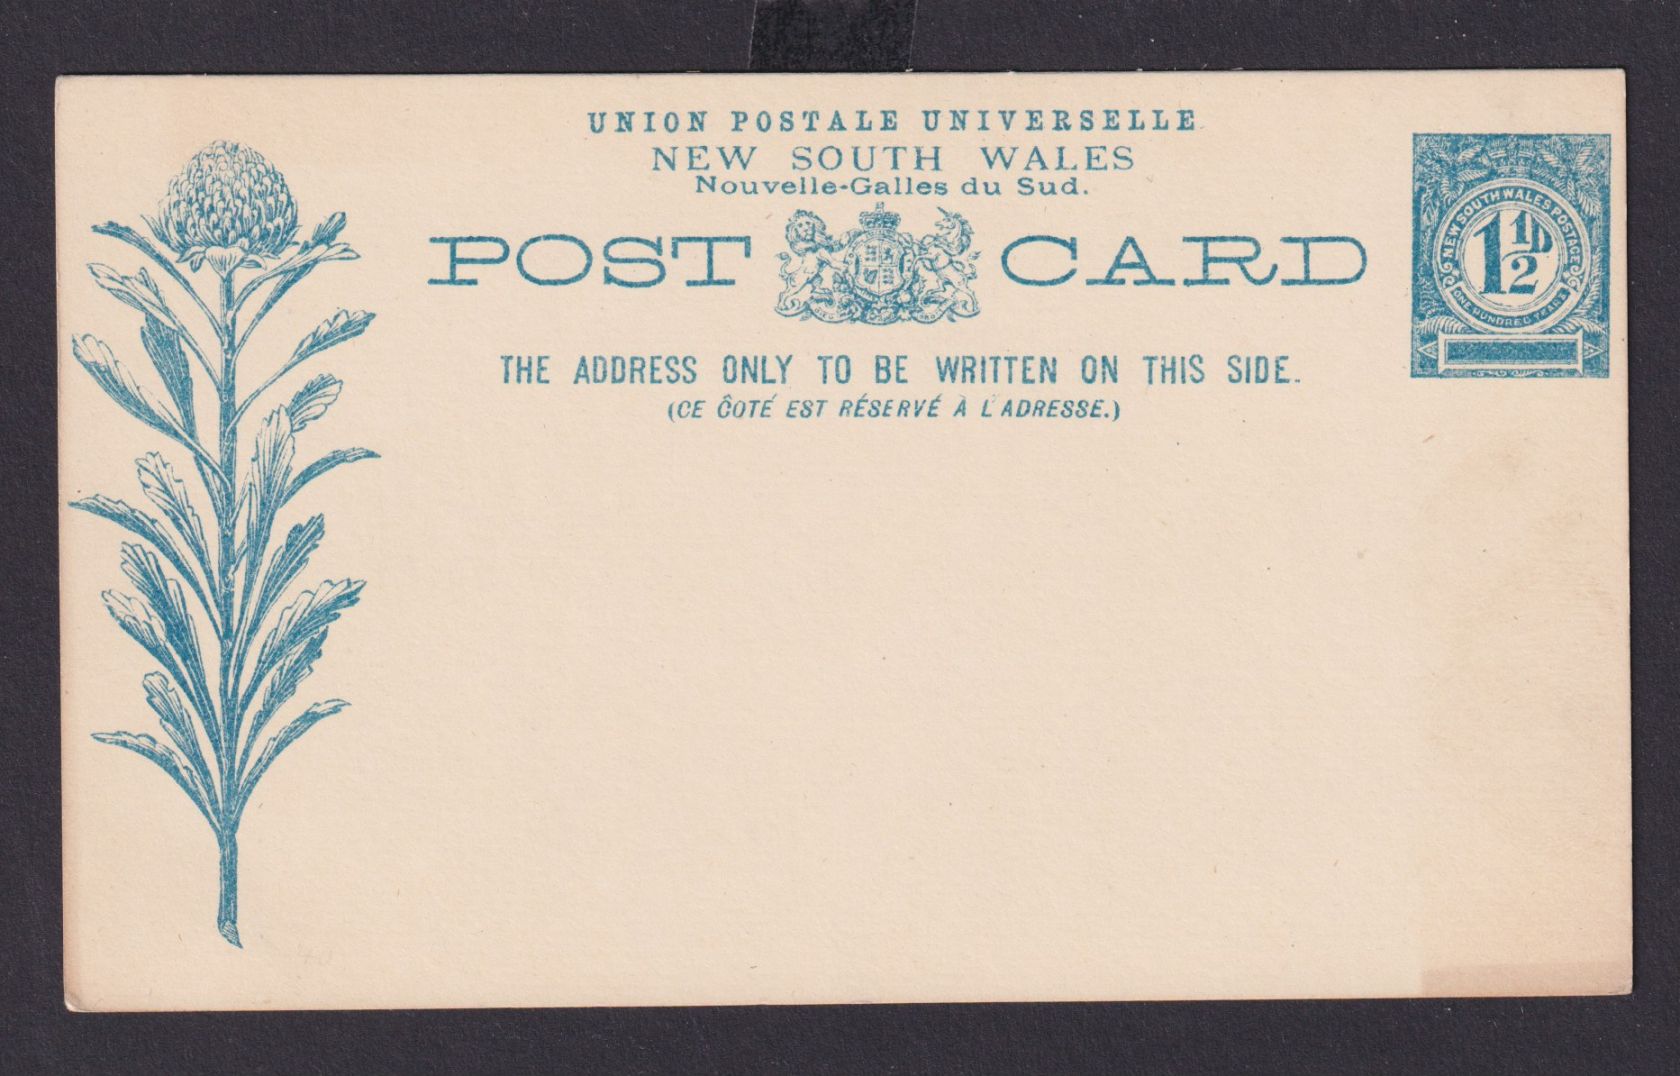 UNION POSTALE UNIVERSELLE
NEW SOUTH WALES
Nouvelle-Galles du Sud.
POST CARD
THE ADDRESS ONLY TO BE WRITTEN ON THIS SIDE.
(CE ĈOTÉ EST RÉSERVÉ À L'ADRESSE.)
NEW SOUTH WALES POSTAGE
1½D
ONE HUNDRED YEARS